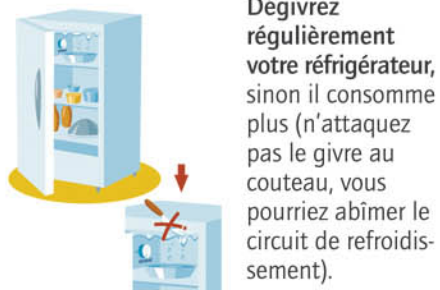 Dégivrez
régulièrement
votre réfrigérateur,
sinon il consomme
plus (n’attaquez
pas le givre au
couteau, vous
pourriez abîmer le
circuit de refroidis-
sement).